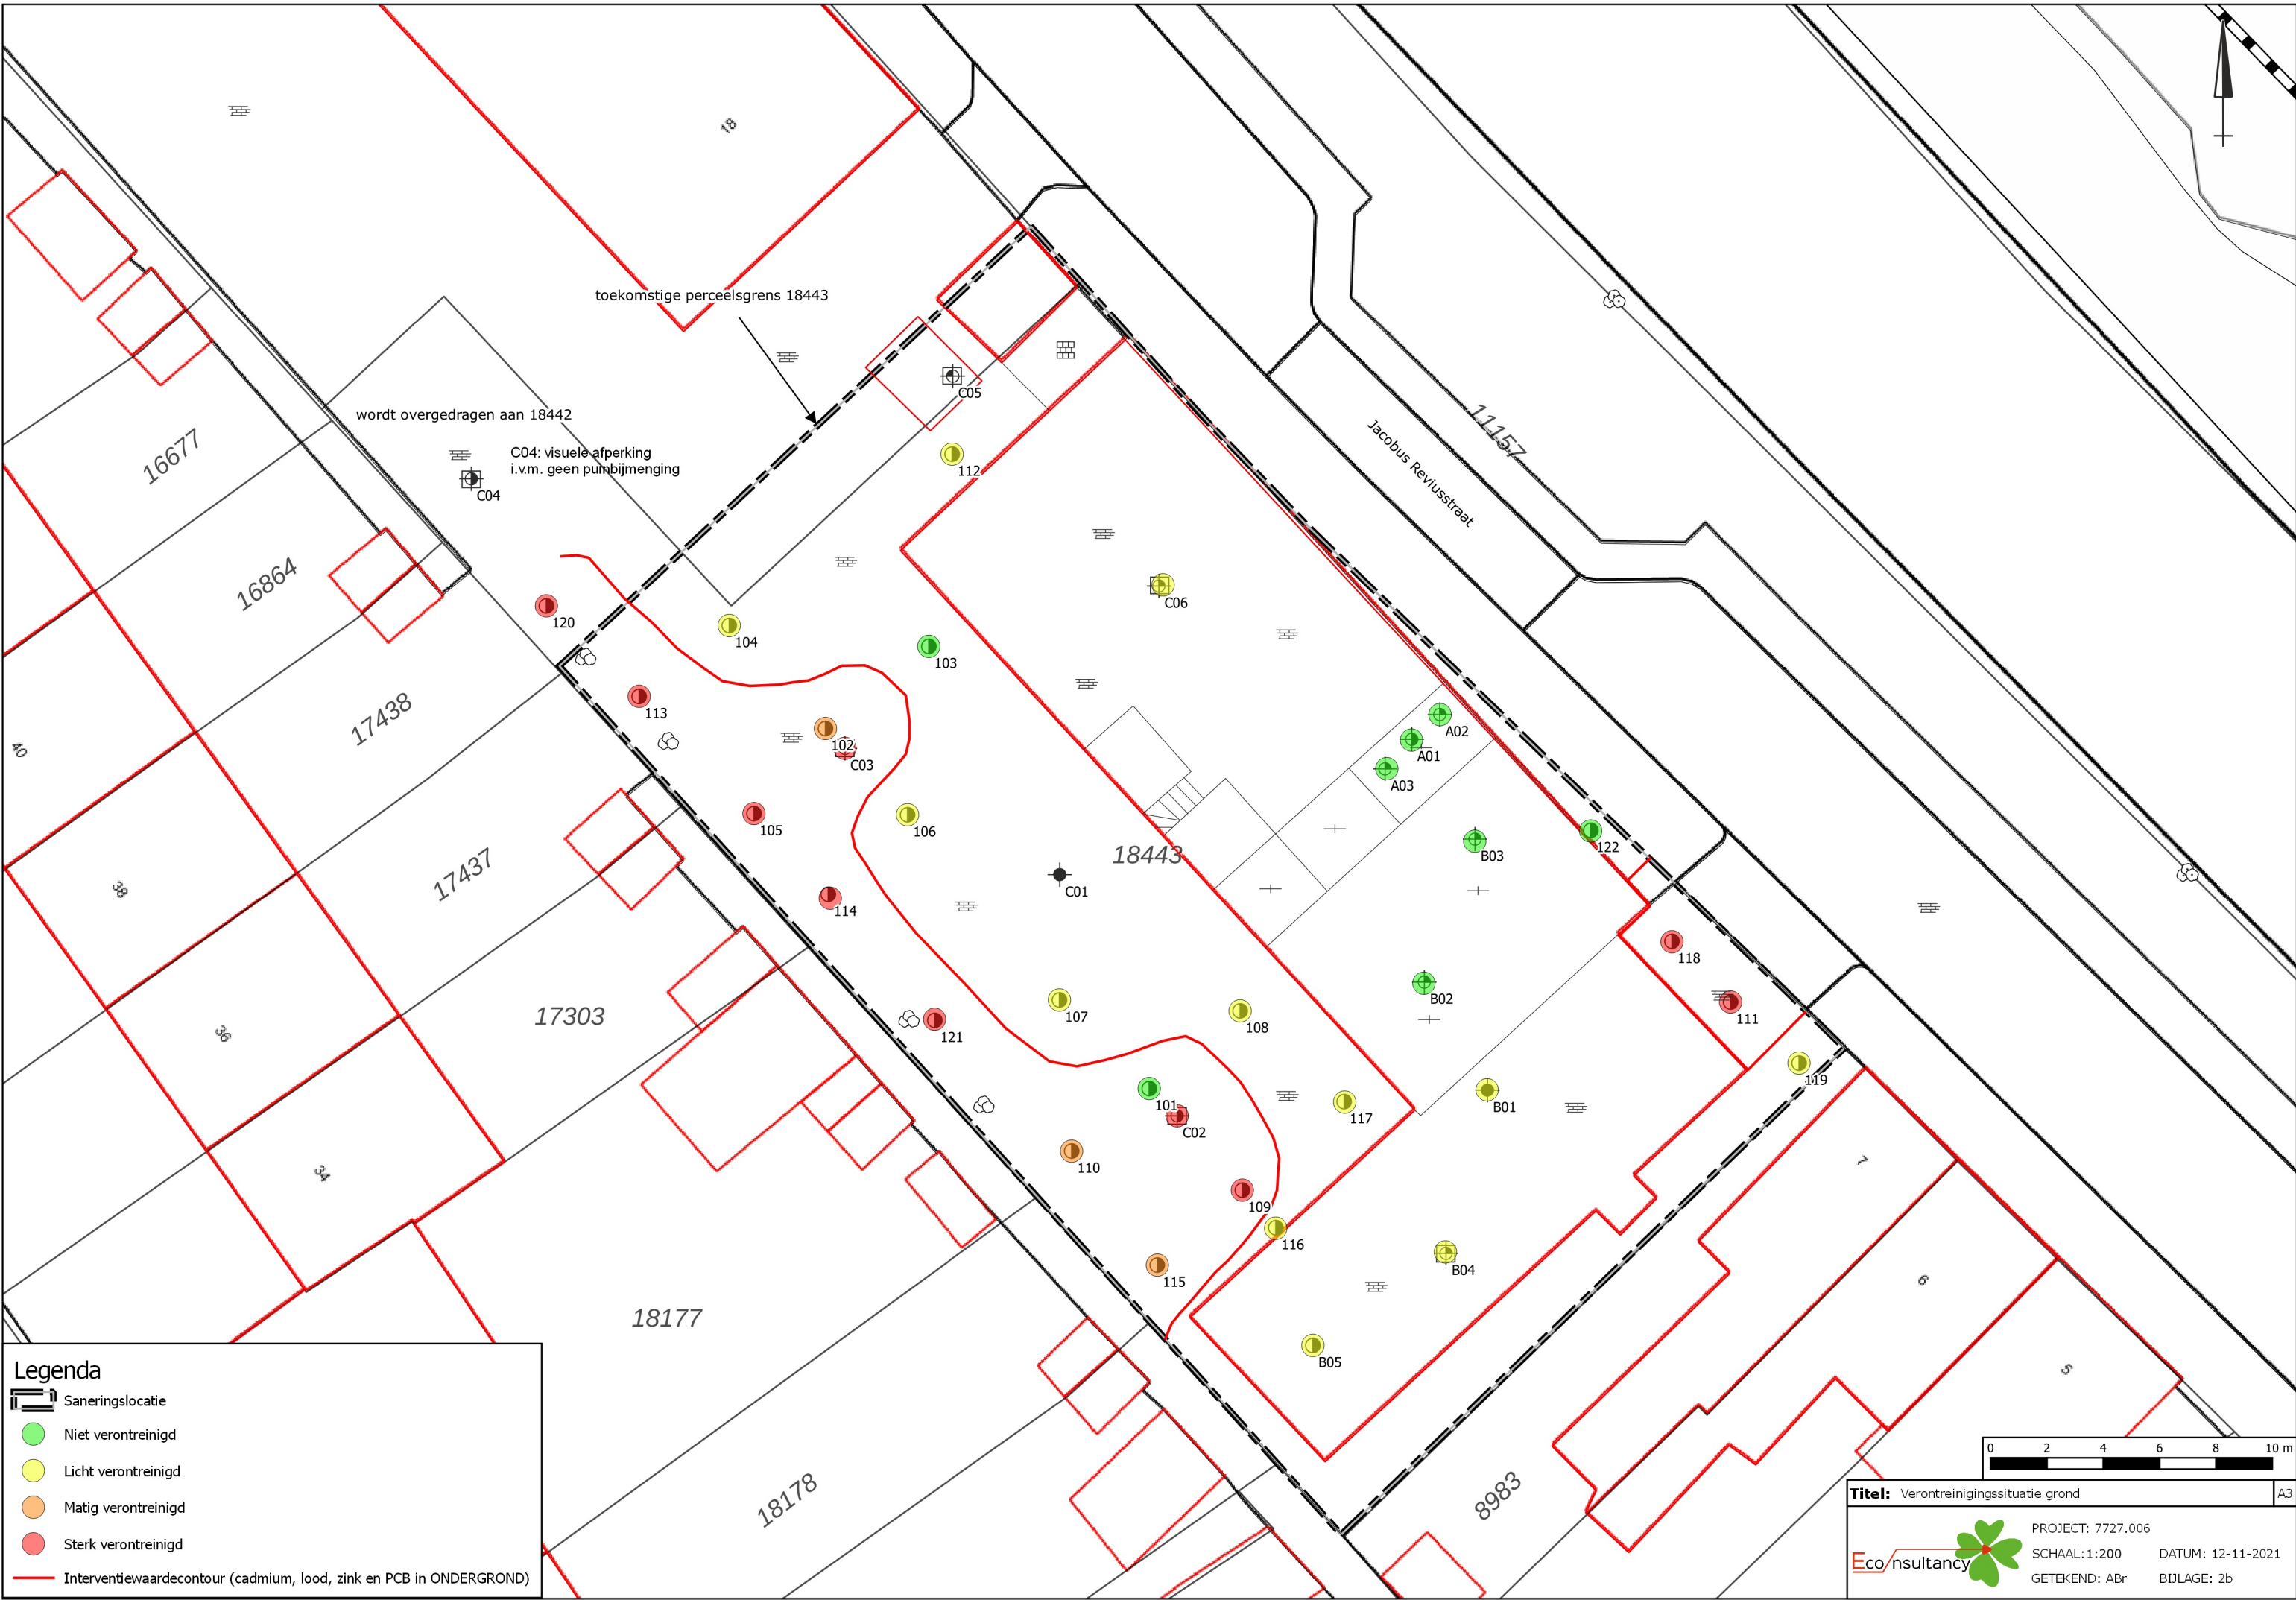 18
toekomstige perceelsgrens 18443
wordt overgedragen aan 18442
C04: visuele afperking
i.v.m. geen puinbijmenging
C05
C04
112
11157
Jacobus Reviusstraat
16677
16864
17438
17437
17303
18177
18178
18443
8983
40
38
36
34
7
6
5
C06
120
104
103
113
102
C03
105
106
114
C01
A02
A01
A03
B03
122
118
111
119
B02
B01
107
108
121
101
C02
117
110
109
116
115
B04
B05
Legenda
Saneringslocatie
Niet verontreinigd
Licht verontreinigd
Matig verontreinigd
Sterk verontreinigd
Interventiewaardecontour (cadmium, lood, zink en PCB in ONDERGROND)
0 2 4 6 8 10 m
Titel: Verontreinigingssituatie grond A3
Econsultancy
PROJECT: 7727.006
SCHAAL:1:200 DATUM: 12-11-2021
GETEKEND: ABr BIJLAGE: 2b